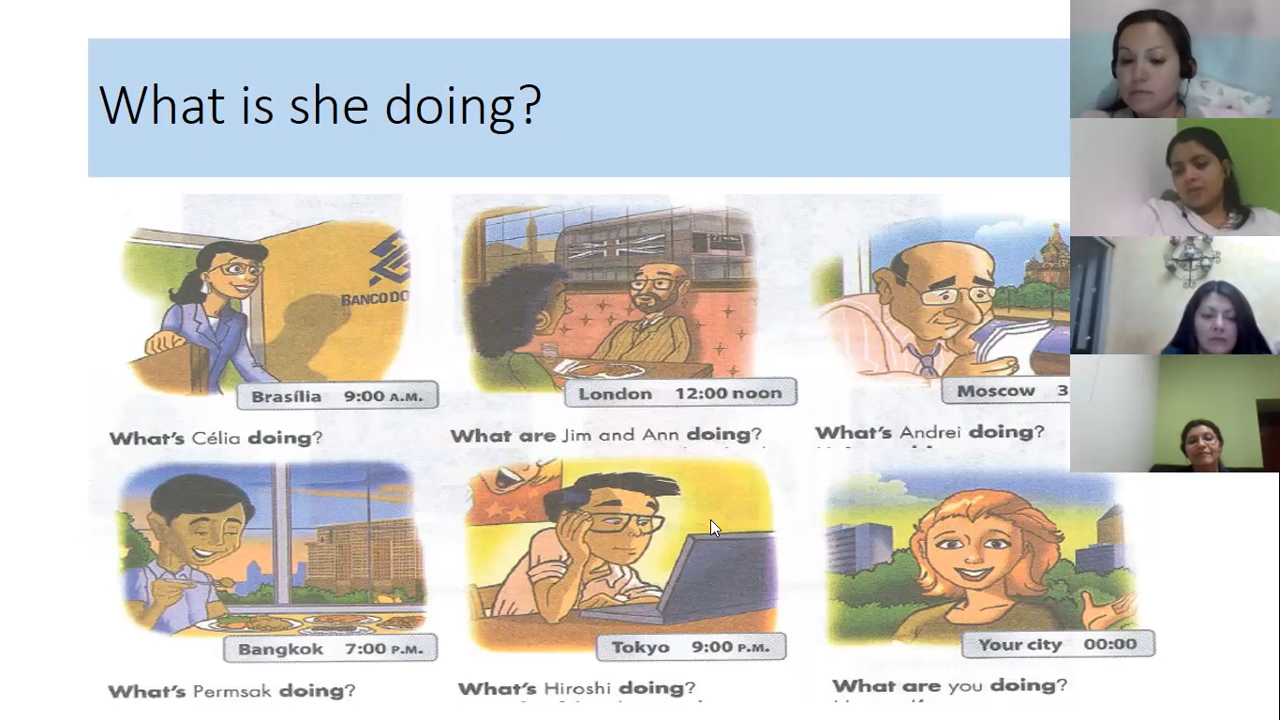 What is she doing?
BANCO DO
Brasília 9:00 A.M.
London 12:00 noon
Moscow 3
What's Célia doing?
What are Jim and Ann doing?
What's Andrei doing?
Bangkok 7:00 P.M.
Tokyo 9:00 P.M.
Your city 00:00
What's Permsak doing?
What's Hiroshi doing?
What are you doing?